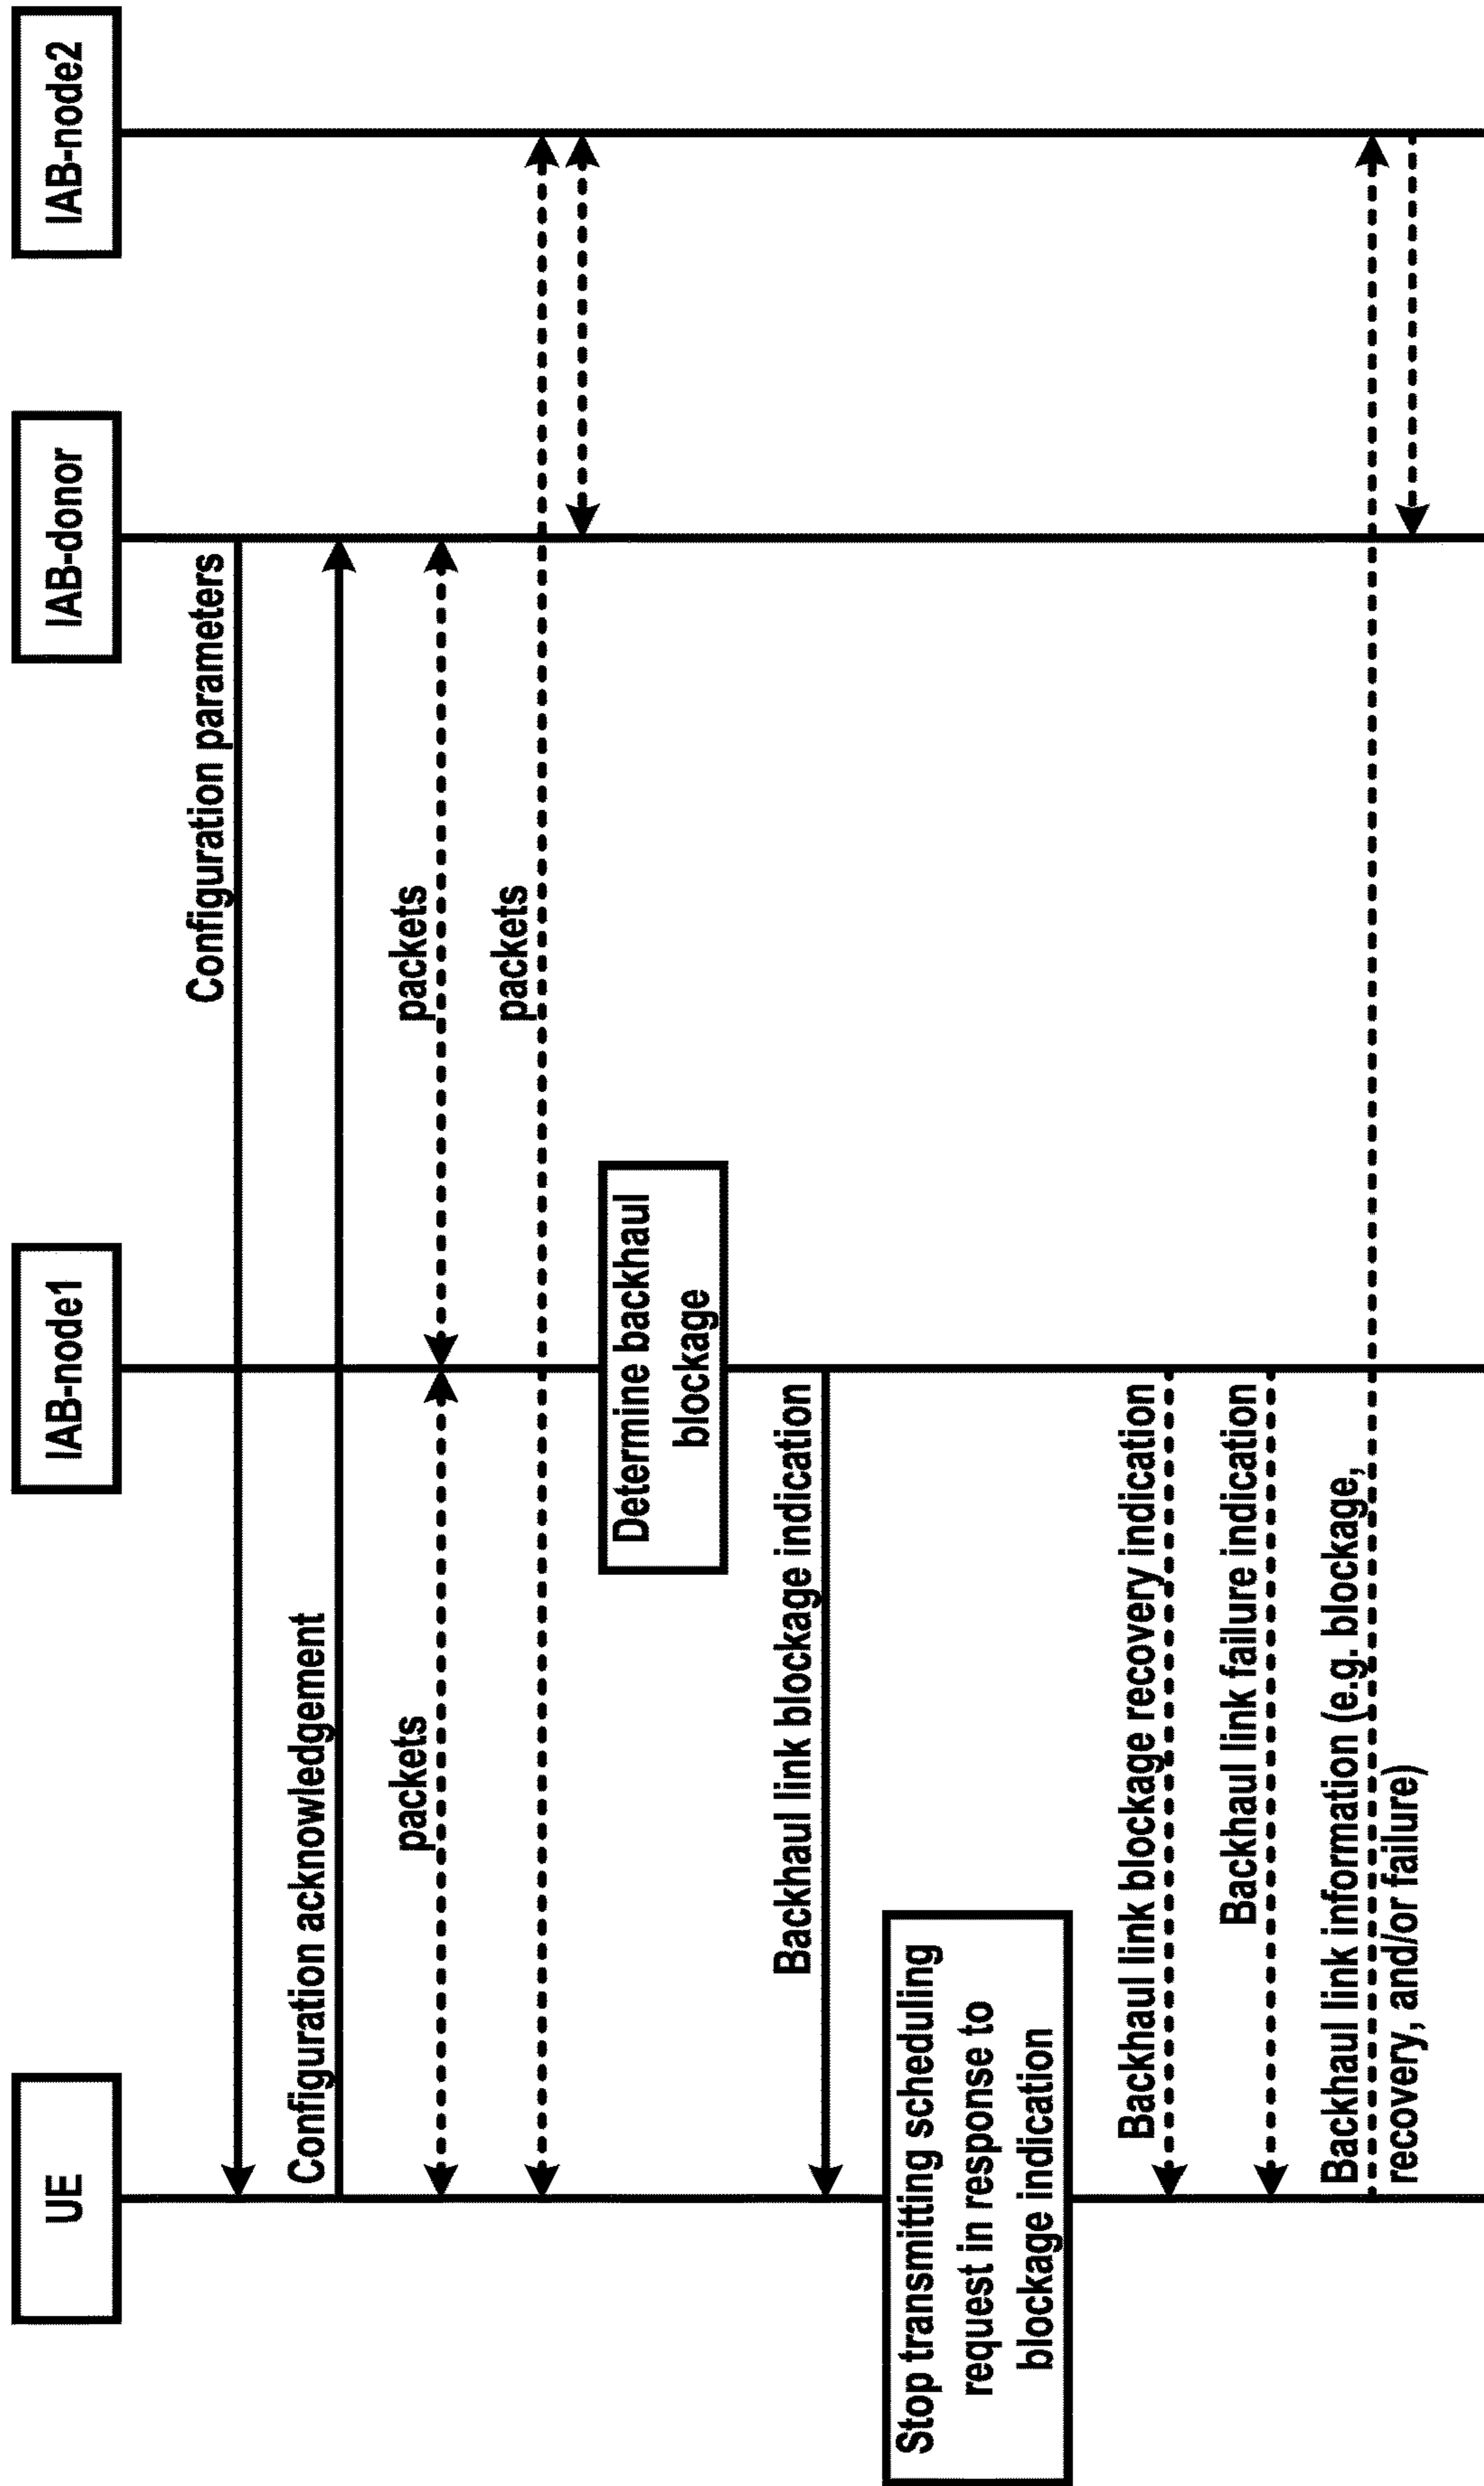 UE
IAB-node1
IAB-donor
IAB-node2
Configuration parameters
Configuration acknowledgement
packets
packets
packets
Determine backhaul
blockage
Backhaul link blockage indication
Stop transmitting scheduling
request in response to
blockage indication
Backhaul link blockage recovery indication
Backhaul link failure indication
Backhaul link information (e.g. blockage,
recovery, and/or failure)